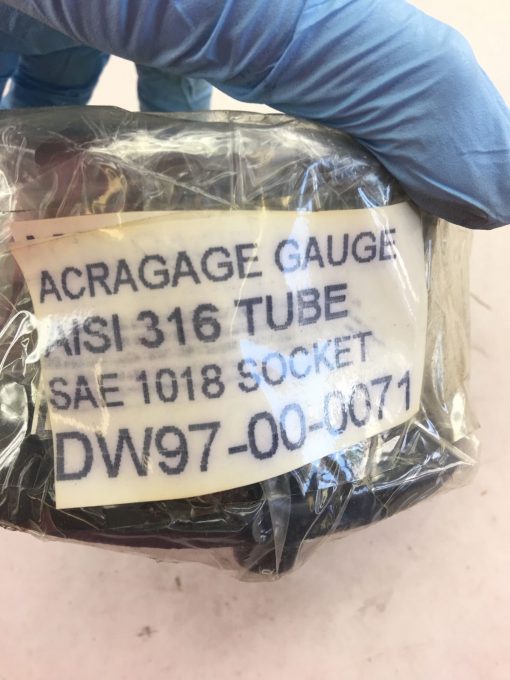 ACRAGAGE GAUGE
AISI 316 TUBE
SAE 1018 SOCKET
DW97-00-0071